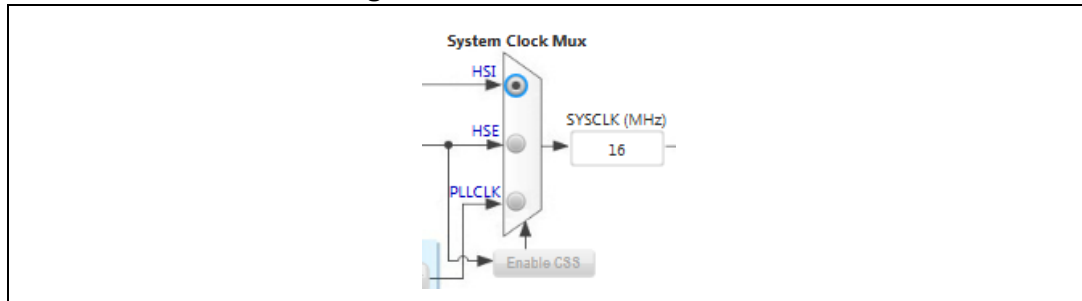 System Clock Mux
HSI
HSE
SYSCLK (MHz)
16
PLLCLK
Enable CSS